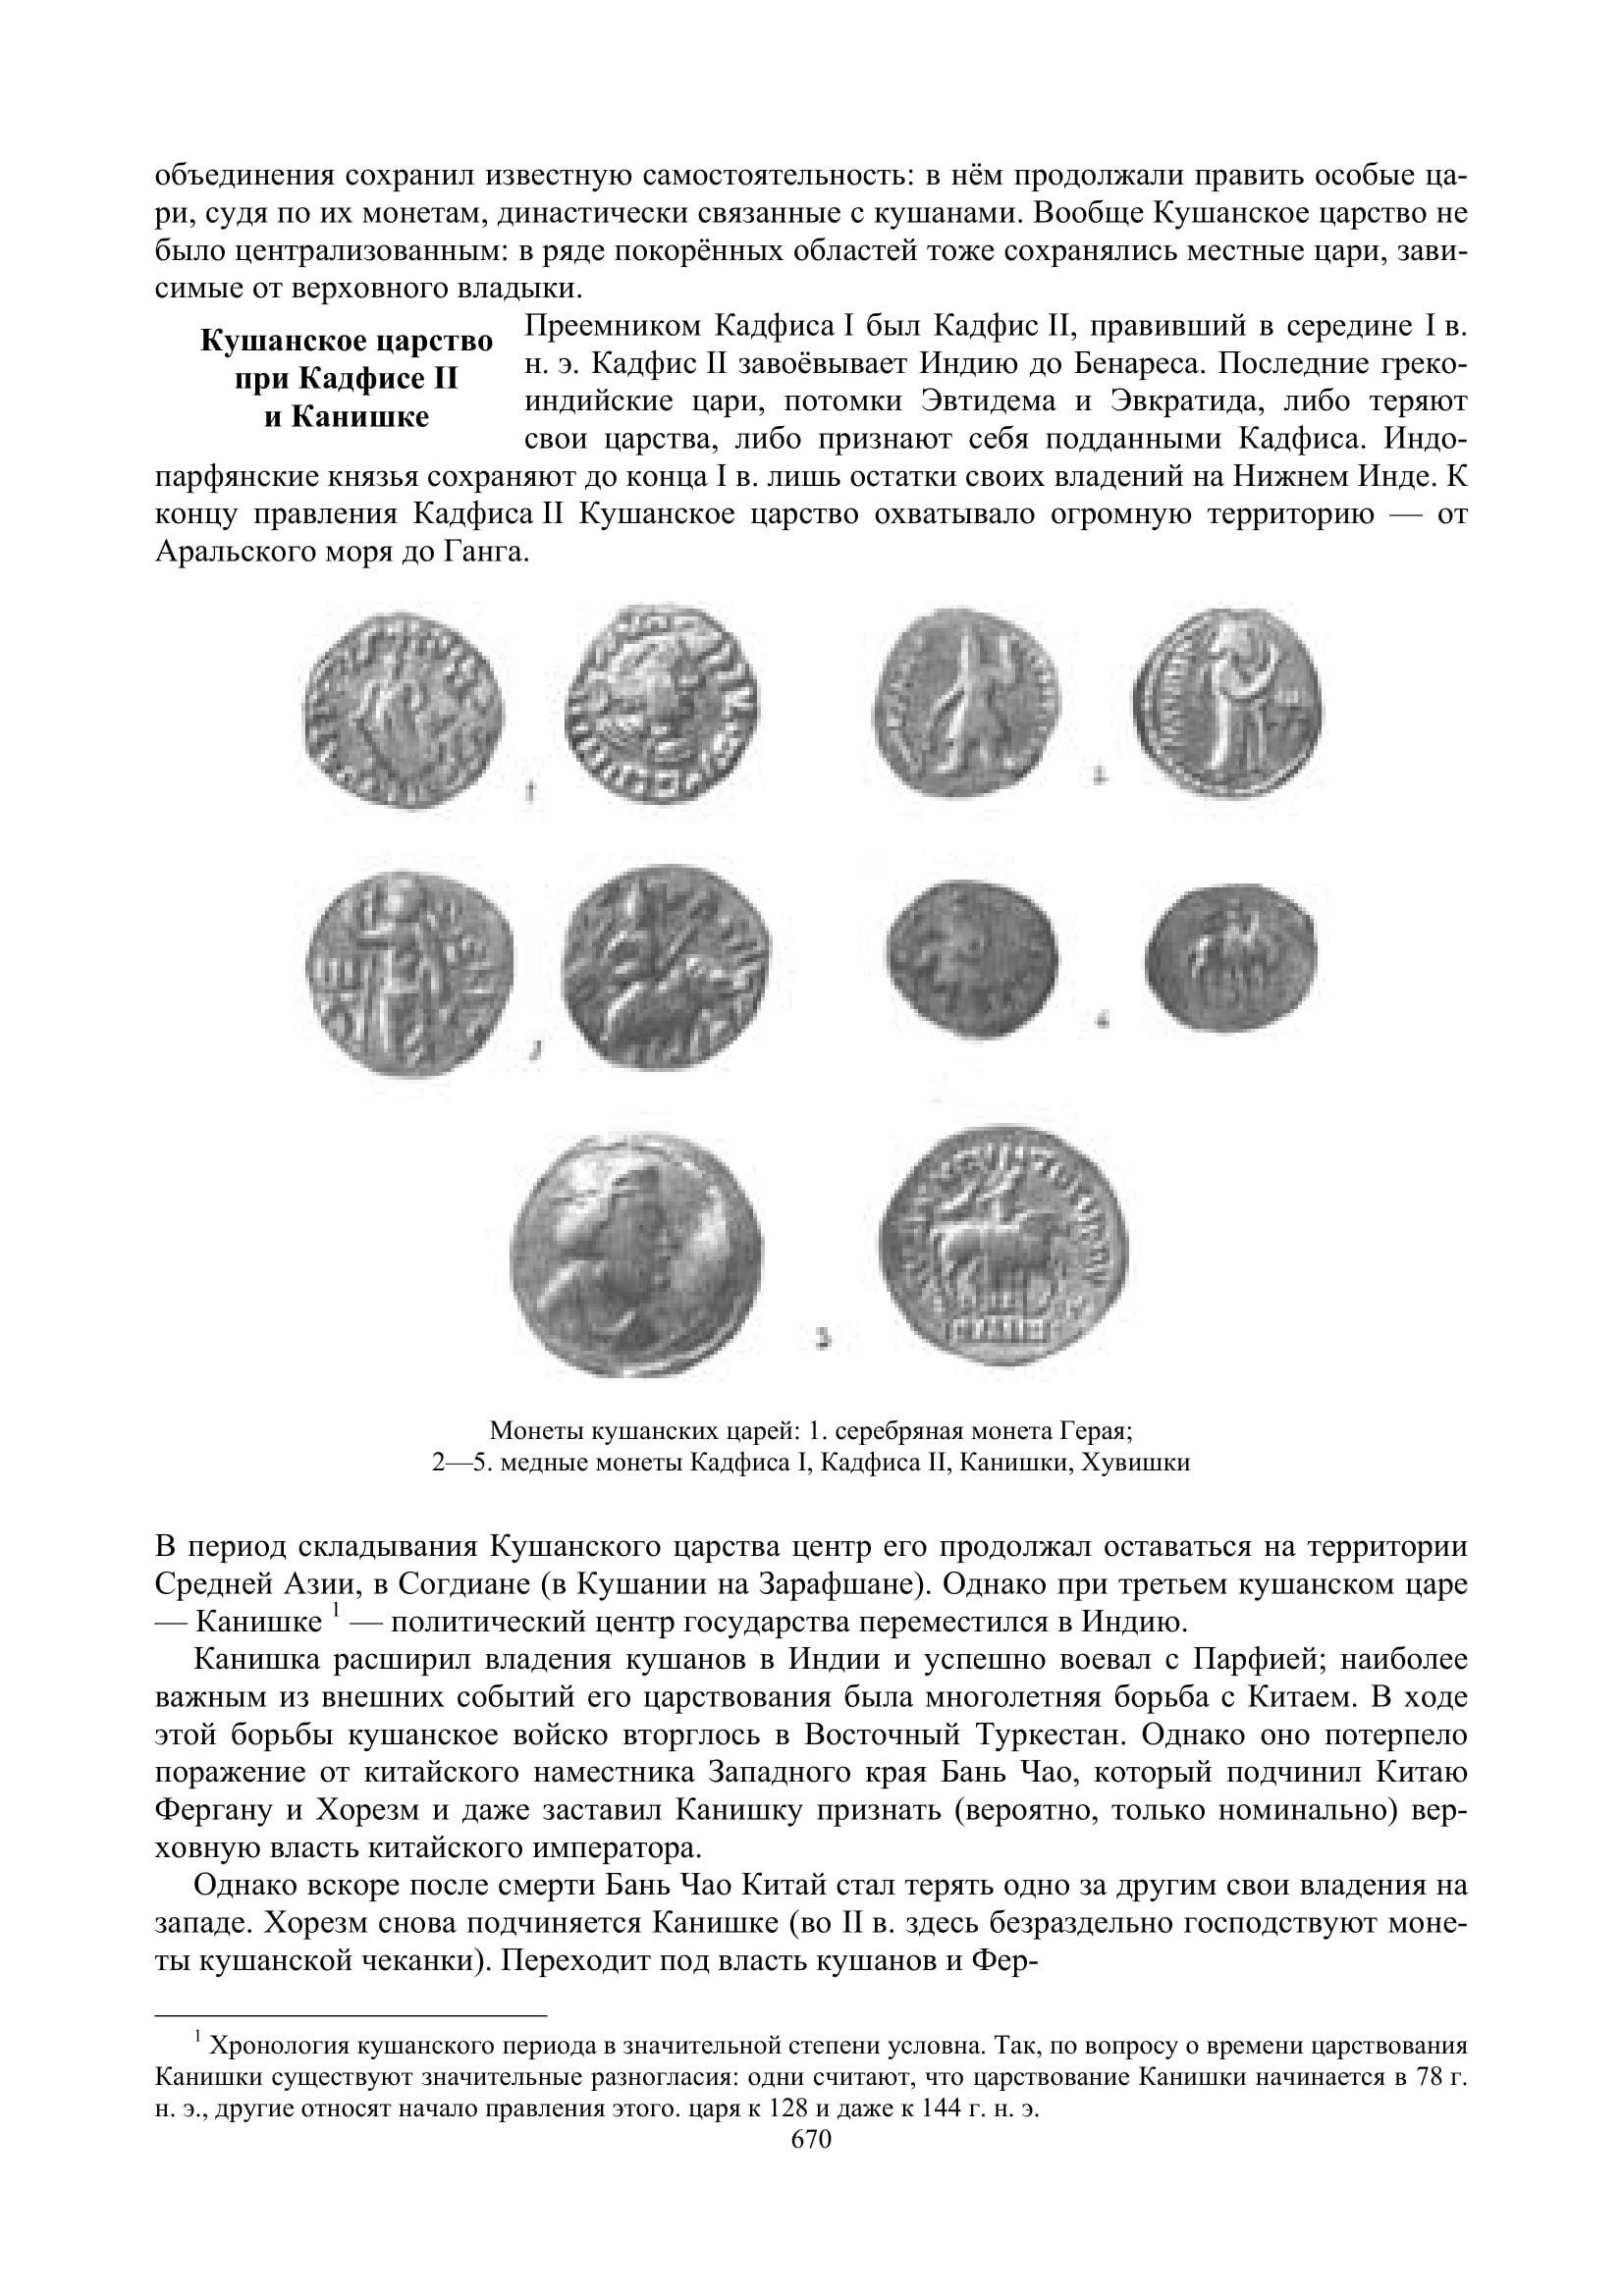 объединения сохранил известную самостоятельность: в нём продолжали править особые ца-
ри, судя по их монетам, династически связанные с кушанами. Вообще Кушанское царство не
было централизованным: в ряде покорённых областей тоже сохранялись местные цари, зави-
симые от верховного владыки.
Кушанское царство
при Кадфисе II
и Канишке
Преемником Кадфиса I был Кадфис II, правивший в середине I в.
н. э. Кадфис II завоёвывает Индию до Бенареса. Последние греко-
индийские цари, потомки Эвтидема и Эвкратида, либо теряют
свои царства, либо признают себя подданными Кадфиса. Индо-
парфянские князья сохраняют до конца I в. лишь остатки своих владений на Нижнем Инде. К
концу правления Кадфиса II Кушанское царство охватывало огромную территорию — от
Аральского моря до Ганга.
1
Монеты кушанских царей: 1. серебряная монета Герая;
2—5. медные монеты Кадфиса I, Кадфиса II, Канишки, Хувишки
В период складывания Кушанского царства центр его продолжал оставаться на территории
Средней Азии, в Согдиане (в Кушании на Зарафшане). Однако при третьем кушанском царе
— Канишке 1 — политический центр государства переместился в Индию.
Канишка расширил владения кушанов в Индии и успешно воевал с Парфией; наиболее
важным из внешних событий его царствования была многолетняя борьба с Китаем. В ходе
этой борьбы кушанское войско вторглось в Восточный Туркестан. Однако оно потерпело
поражение от китайского наместника Западного края Бань Чао, который подчинил Китаю
Фергану и Хорезм и даже заставил Канишку признать (вероятно, только номинально) вер-
ховную власть китайского императора.
Однако вскоре после смерти Бань Чао Китай стал терять одно за другим свои владения на
западе. Хорезм снова подчиняется Канишке (во II в. здесь безраздельно господствуют моне-
ты кушанской чеканки). Переходит под власть кушанов и Фер-
1 Хронология кушанского периода в значительной степени условна. Так, по вопросу о времени царствования
Канишки существуют значительные разногласия: одни считают, что царствование Канишки начинается в 78 г.
н. э., другие относят начало правления этого. царя к 128 и даже к 144 г. н. э.
670